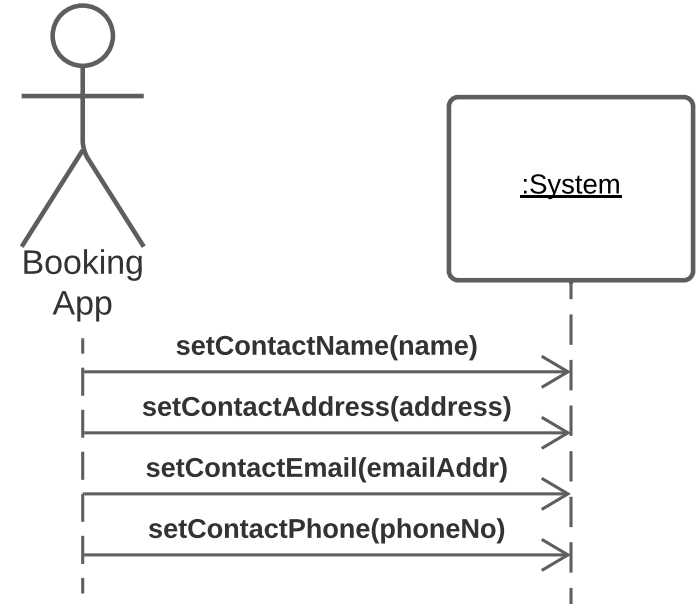 :System
Booking
App
setContactName(name)
setContactAddress(address)
setContactEmail(emailAddr)
setContactPhone(phoneNo)